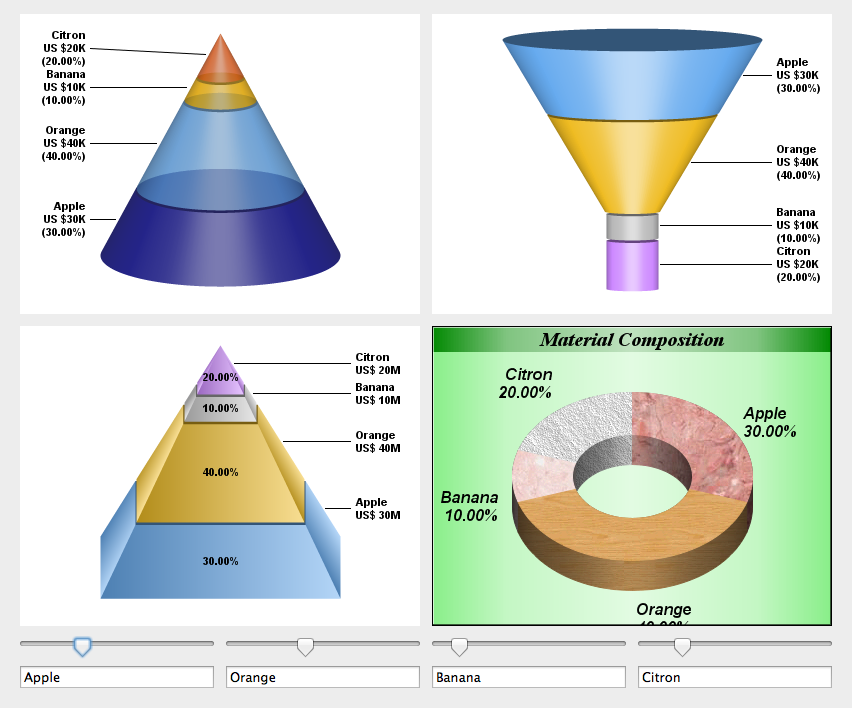 Citron
US $20K
(20.00%)
Banana
US $10K
(10.00%)
Orange
US $40K
(40.00%)
Apple
US $30K
(30.00%)
Apple
US $30K
(30.00%)
Orange
US $40K
(40.00%)
Banana
US $10K
(10.00%)
Citron
US $20K
(20.00%)
Citron
US$ 20M
Banana
US$ 10M
Orange
US$ 40M
Apple
US$ 30M
20.00%
10.00%
40.00%
30.00%
Material Composition
Citron
20.00%
Apple
30.00%
Banana
10.00%
Orange
Apple
Orange
Banana
Citron